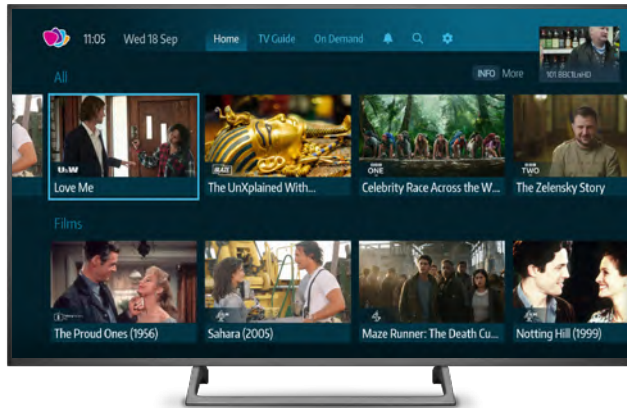 11:05 Wed 18 Sep Home TV Guide On Demand
INFO More
101 BBC1LnHD
All
U&W
ONE
TWO
Love Me
The UnXplained With...
Celebrity Race Across the W...
The Zelensky Story
Films
The Proud Ones (1956)
Sahara (2005)
Maze Runner: The Death Cu...
Notting Hill (1999)